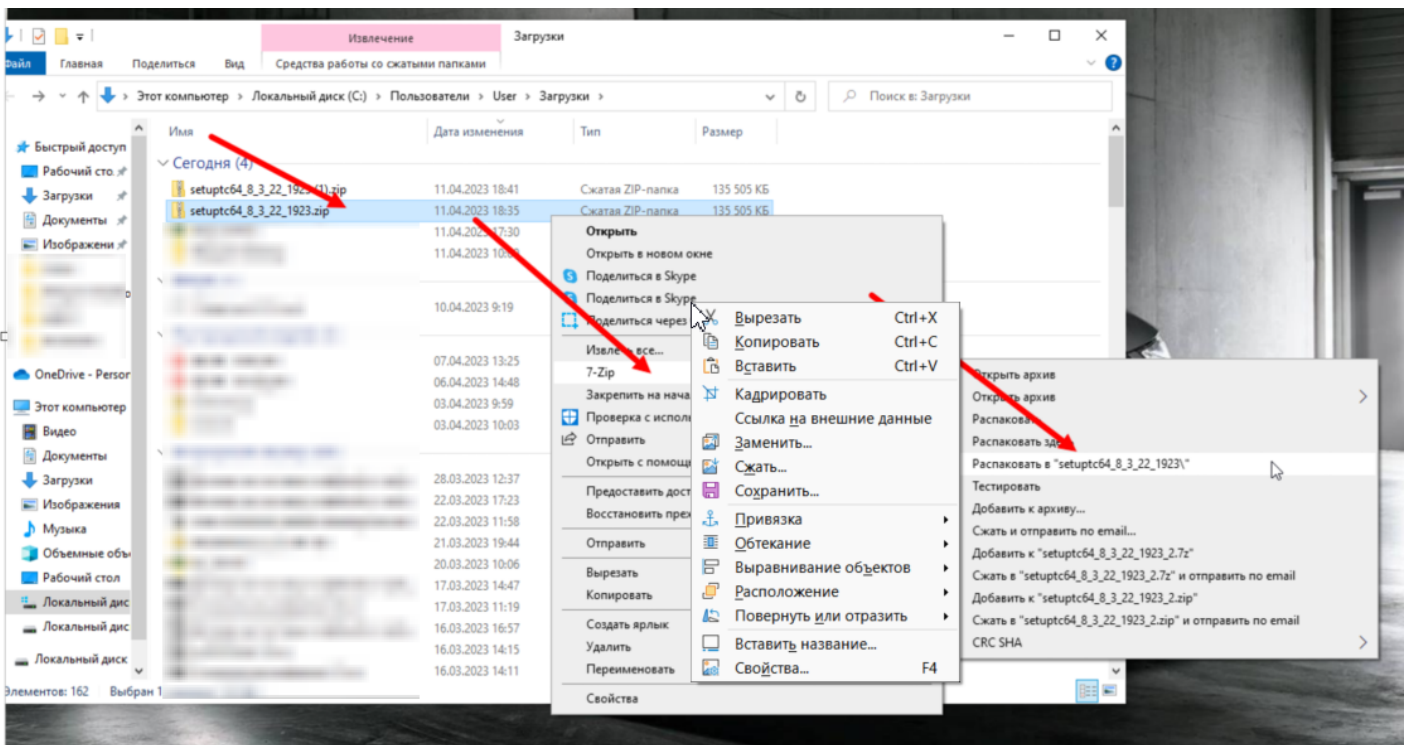 Извлечение
Загрузки
Файл
Главная
Поделиться
Вид
Средства работы со сжатыми папками
Этот компьютер
Локальный диск (C:)
Пользователи
User
Загрузки
Поиск в: Загрузки
Имя
Дата изменения
Тип
Размер
Быстрый доступ
Рабочий сто
Загрузки
Документы
Изображени
OneDrive - Person
Этот компьютер
Видео
Документы
Загрузки
Изображения
Музыка
Объемные объ
Рабочий стол
Локальный дис
Локальный дис
Локальный диск
Элементов: 162
Выбран 1
Сегодня (4)
setuptc64_8_3_22_1923 (1).zip 11.04.2023 18:41 Сжатая ZIP-папка 135 505 КБ
setuptc64_8_3_22_1923.zip 11.04.2023 18:35 Сжатая ZIP-папка 135 505 КБ
11.04.2023 17:30
11.04.2023
10.04.2023 9:19
07.04.2023 13:25
06.04.2023 14:48
03.04.2023 9:59
03.04.2023 10:03
28.03.2023 12:37
22.03.2023 17:23
22.03.2023 11:58
21.03.2023 19:44
20.03.2023 10:06
17.03.2023 14:47
17.03.2023 11:19
16.03.2023 16:57
16.03.2023 14:15
16.03.2023 14:11
Открыть
Открыть в новом окне
Поделиться в Skype
Поделиться в Skype
Поделиться через
Извлечь все...
7-Zip
Закрепить на нача
Проверка с исполь
Отправить
Открыть с помощь
Предоставить дост
Восстановить преж
Отправить
Вырезать
Копировать
Создать ярлык
Удалить
Переименовать
Свойства
Вырезать Ctrl+X
Копировать Ctrl+C
Вставить Ctrl+V
Кадрировать
Ссылка на внешние данные
Заменить...
Сжать...
Сохранить...
Привязка
Обтекание
Выравнивание объектов
Расположение
Повернуть или отразить
Вставить название...
Свойства... F4
Открыть архив
Открыть архив
Распаковать
Распаковать здесь
Распаковать в "setuptc64_8_3_22_1923\"
Тестировать
Добавить к архиву...
Сжать и отправить по email...
Добавить к "setuptc64_8_3_22_1923_2.7z"
Сжать в "setuptc64_8_3_22_1923_2.7z" и отправить по email
Добавить к "setuptc64_8_3_22_1923_2.zip"
Сжать в "setuptc64_8_3_22_1923_2.zip" и отправить по email
CRC SHA